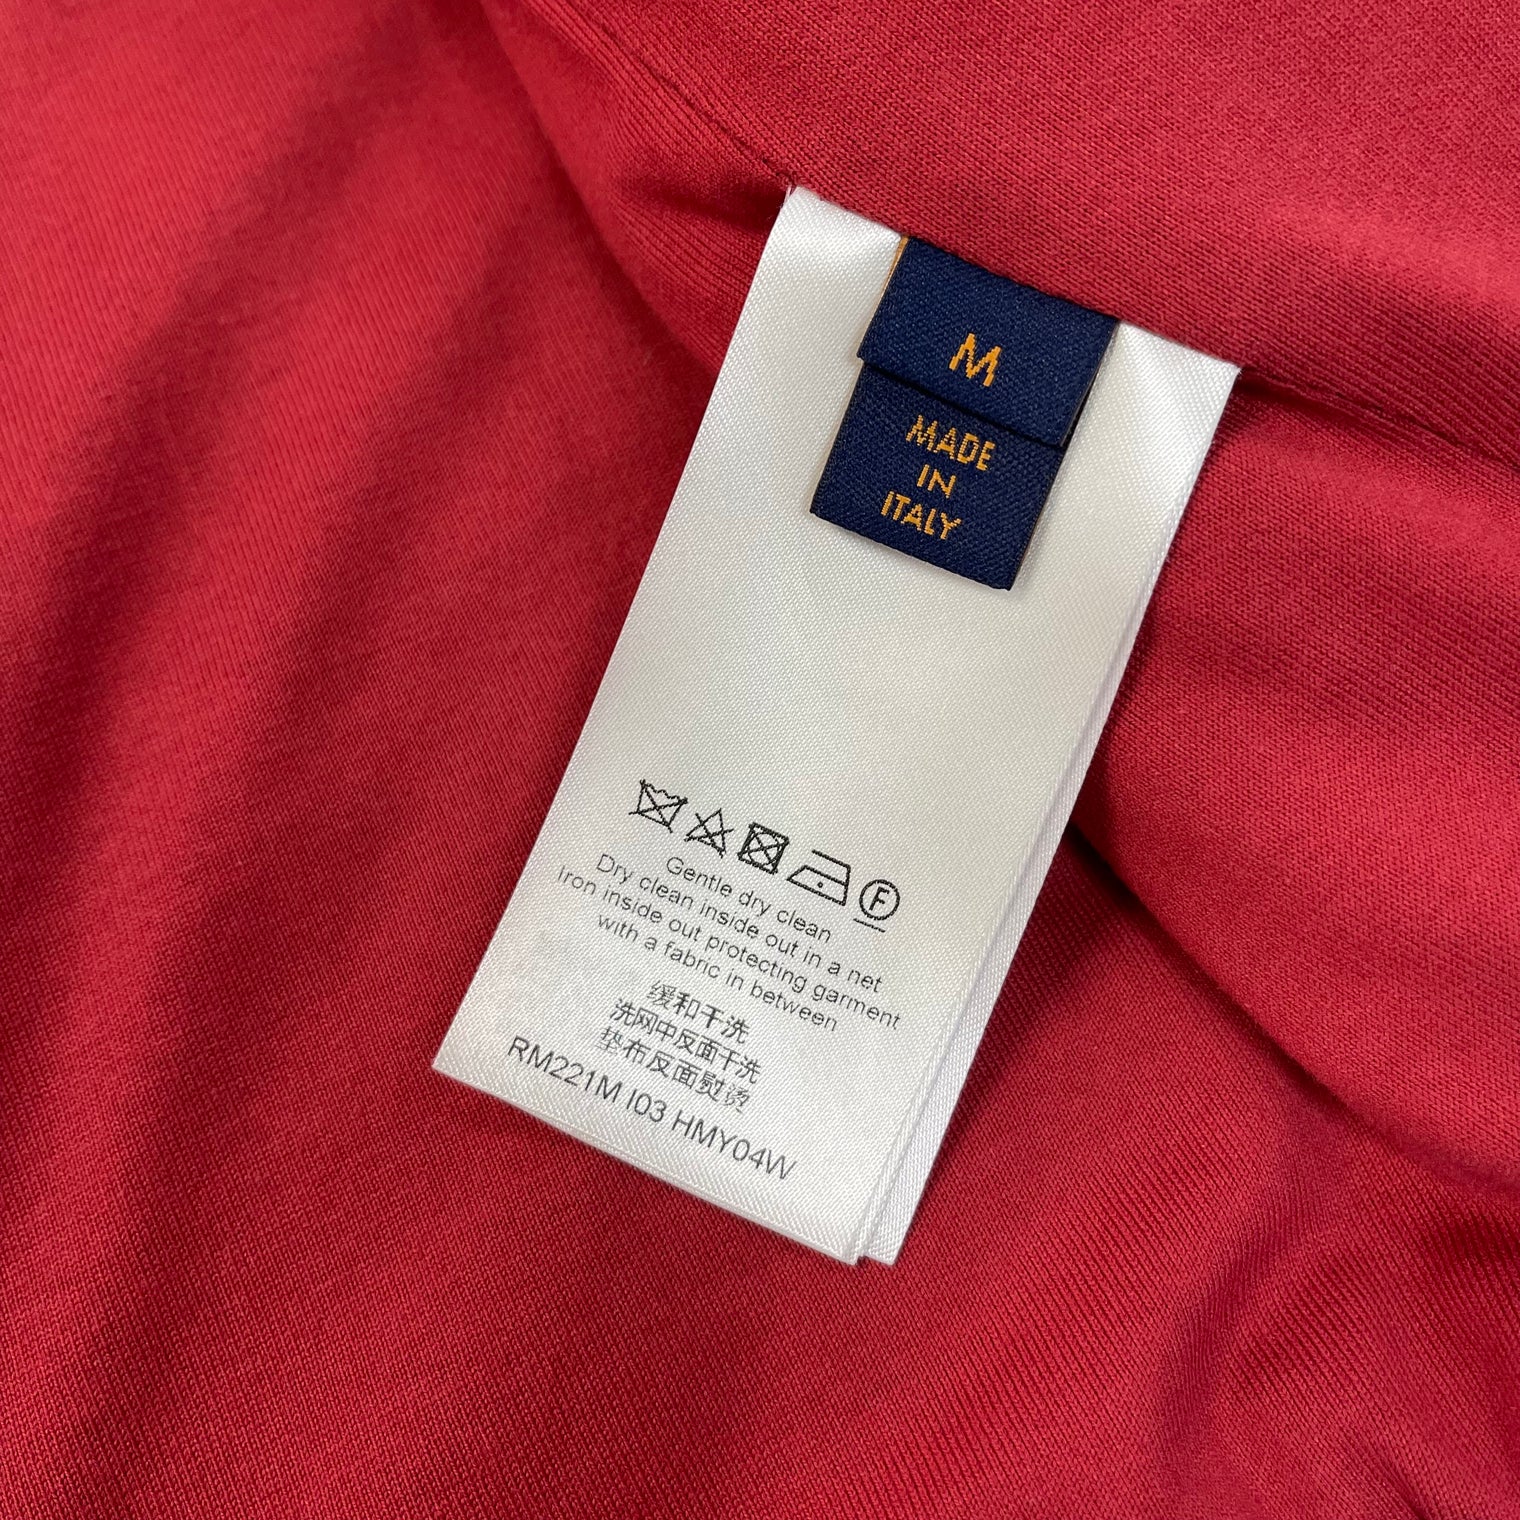 M
MADE
IN
ITALY
F
Gentle dry clean
Dry clean inside out in a net
Iron inside out protecting garment
with a fabric in between
缓和干洗
洗网中反面干洗
垫布反面熨烫
RM221M I03 HMY04W